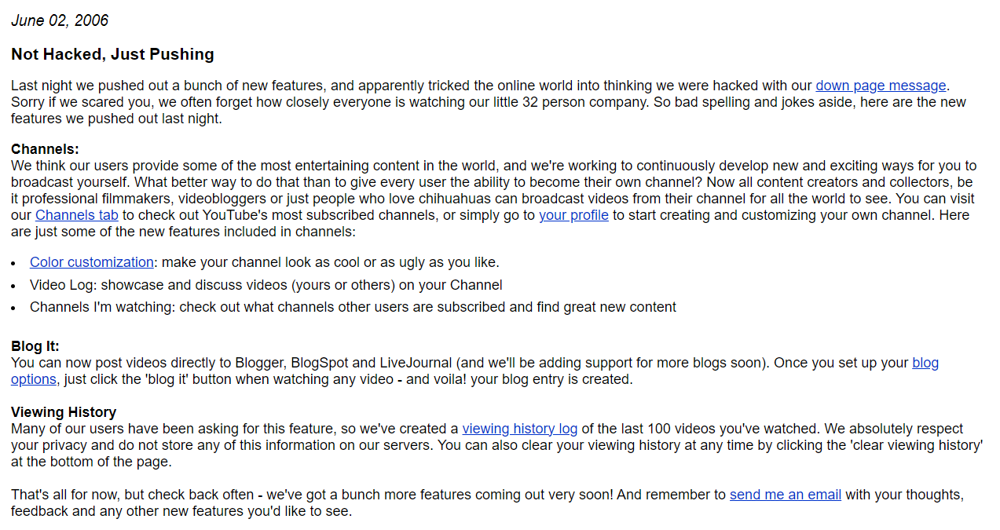 June 02, 2006
Not Hacked, Just Pushing
Last night we pushed out a bunch of new features, and apparently tricked the online world into thinking we were hacked with our down page message.
Sorry if we scared you, we often forget how closely everyone is watching our little 32 person company. So bad spelling and jokes aside, here are the new
features we pushed out last night.
Channels:
We think our users provide some of the most entertaining content in the world, and we're working to continuously develop new and exciting ways for you to
broadcast yourself. What better way to do that than to give every user the ability to become their own channel? Now all content creators and collectors, be
it professional filmmakers, videobloggers or just people who love chihuahuas can broadcast videos from their channel for all the world to see. You can visit
our Channels tab to check out YouTube's most subscribed channels, or simply go to your profile to start creating and customizing your own channel. Here
are just some of the new features included in channels:
• Color customization: make your channel look as cool or as ugly as you like.
• Video Log: showcase and discuss videos (yours or others) on your Channel
• Channels I'm watching: check out what channels other users are subscribed and find great new content
Blog It:
You can now post videos directly to Blogger, BlogSpot and LiveJournal (and we'll be adding support for more blogs soon). Once you set up your blog
options, just click the 'blog it' button when watching any video - and voila! your blog entry is created.
Viewing History
Many of our users have been asking for this feature, so we've created a viewing history log of the last 100 videos you've watched. We absolutely respect
your privacy and do not store any of this information on our servers. You can also clear your viewing history at any time by clicking the 'clear viewing history'
at the bottom of the page.
That's all for now, but check back often - we've got a bunch more features coming out very soon! And remember to send me an email with your thoughts,
feedback and any other new features you'd like to see.